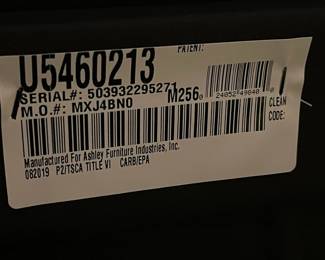 PATENT:
U5460213
SERIAL#: 50393229527
M.O.#: MXJ4BN0
M256
CLEAN
CODE:
Manufactured For Ashley Furniture Industries, Inc.
082019 P2/TSCA TITLE VI CARB/EPA